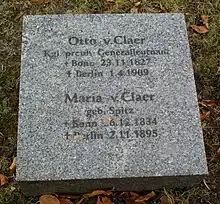 Otto v. Claer
Kgl. preuß. Generalleutnant
* Bonn 23.11.1827
† Berlin 1.4.1909
Maria v. Claer
geb. Spitz
* Bonn 6.12.1834
† Berlin 2.11.1895